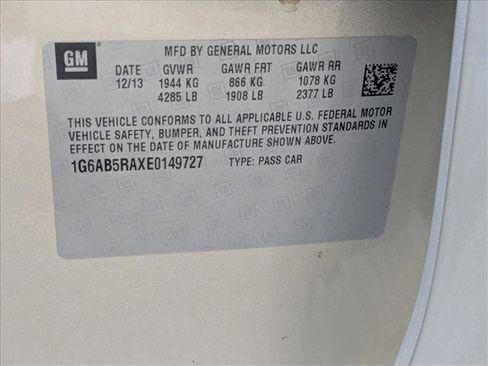 GM
MFD BY GENERAL MOTORS LLC
DATE GVWR GAWR FRT GAWR RR
12/13 1944 KG 866 KG 1078 KG
4285 LB 1908 LB 2377 LB
THIS VEHICLE CONFORMS TO ALL APPLICABLE U.S. FEDERAL MOTOR
VEHICLE SAFETY, BUMPER, AND THEFT PREVENTION STANDARDS IN
EFFECT ON THE DATE OF MANUFACTURE SHOWN ABOVE.
1G6AB5RAXE0149727 TYPE: PASS CAR